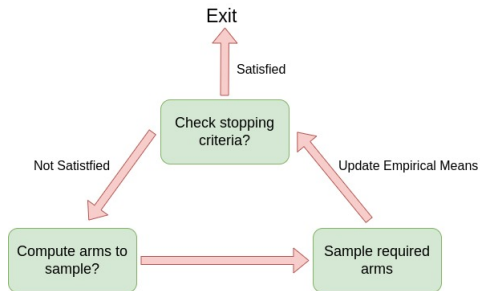 Exit
Satisfied
Check stopping
criteria?
Not Satistfied
Update Empirical Means
Compute arms to
sample?
Sample required
arms